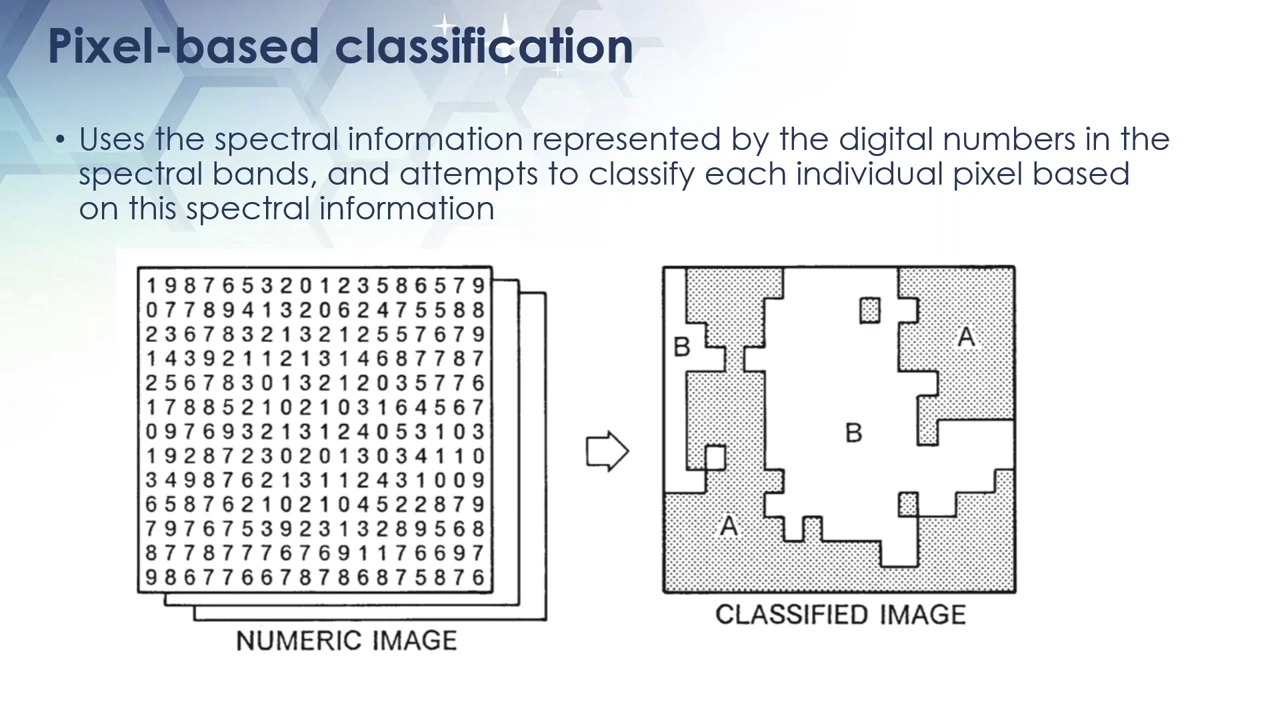 Pixel-based classification
• Uses the spectral information represented by the digital numbers in the
spectral bands, and attempts to classify each individual pixel based
on this spectral information
1 9 8 7 6 5 3 2 0 1 2 3 5 8 6 5 7 9
0 7 7 8 9 4 1 3 2 0 6 2 4 7 5 5 8 8
2 3 6 7 8 3 2 1 3 2 1 2 5 5 7 6 7 9
1 4 3 9 2 1 1 2 1 3 1 4 6 8 7 7 8 7
2 5 6 7 8 3 0 1 3 2 1 2 0 3 5 7 7 6
1 7 8 8 5 2 1 0 2 1 0 3 1 6 4 5 6 7
0 9 7 6 9 3 2 1 3 1 2 4 0 5 3 1 0 3
1 9 2 8 7 2 3 0 2 0 1 3 0 3 4 1 1 0
3 4 9 8 7 6 2 1 3 1 1 2 4 3 1 0 0 9
6 5 8 7 6 2 1 0 2 1 0 4 5 2 2 8 7 9
7 9 7 6 7 5 3 9 2 3 1 3 2 8 9 5 6 8
8 7 7 8 7 7 7 6 7 6 9 1 1 7 6 6 9 7
9 8 6 7 7 6 6 7 8 7 8 6 8 7 5 8 7 6
NUMERIC IMAGE
A
B
B
A
CLASSIFIED IMAGE